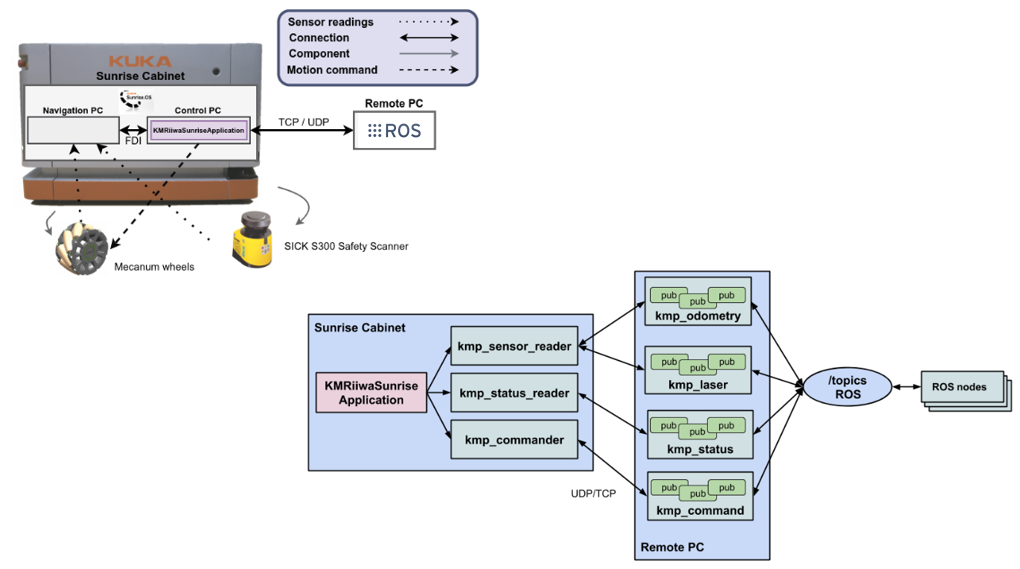 Sensor readings
Connection
Component
Motion command
KUKA
Sunrise Cabinet
Sunrise.OS
Navigation PC
Control PC
KMRiiwaSunriseApplication
FDI
TCP / UDP
Remote PC
ROS
Mecanum wheels
SICK S300 Safety Scanner
Sunrise Cabinet
KMRiiwaSunrise
Application
kmp_sensor_reader
kmp_status_reader
kmp_commander
UDP/TCP
pub
pub
pub
kmp_odometry
pub
pub
pub
kmp_laser
pub
pub
pub
kmp_status
pub
pub
pub
kmp_command
Remote PC
/topics
ROS
ROS nodes